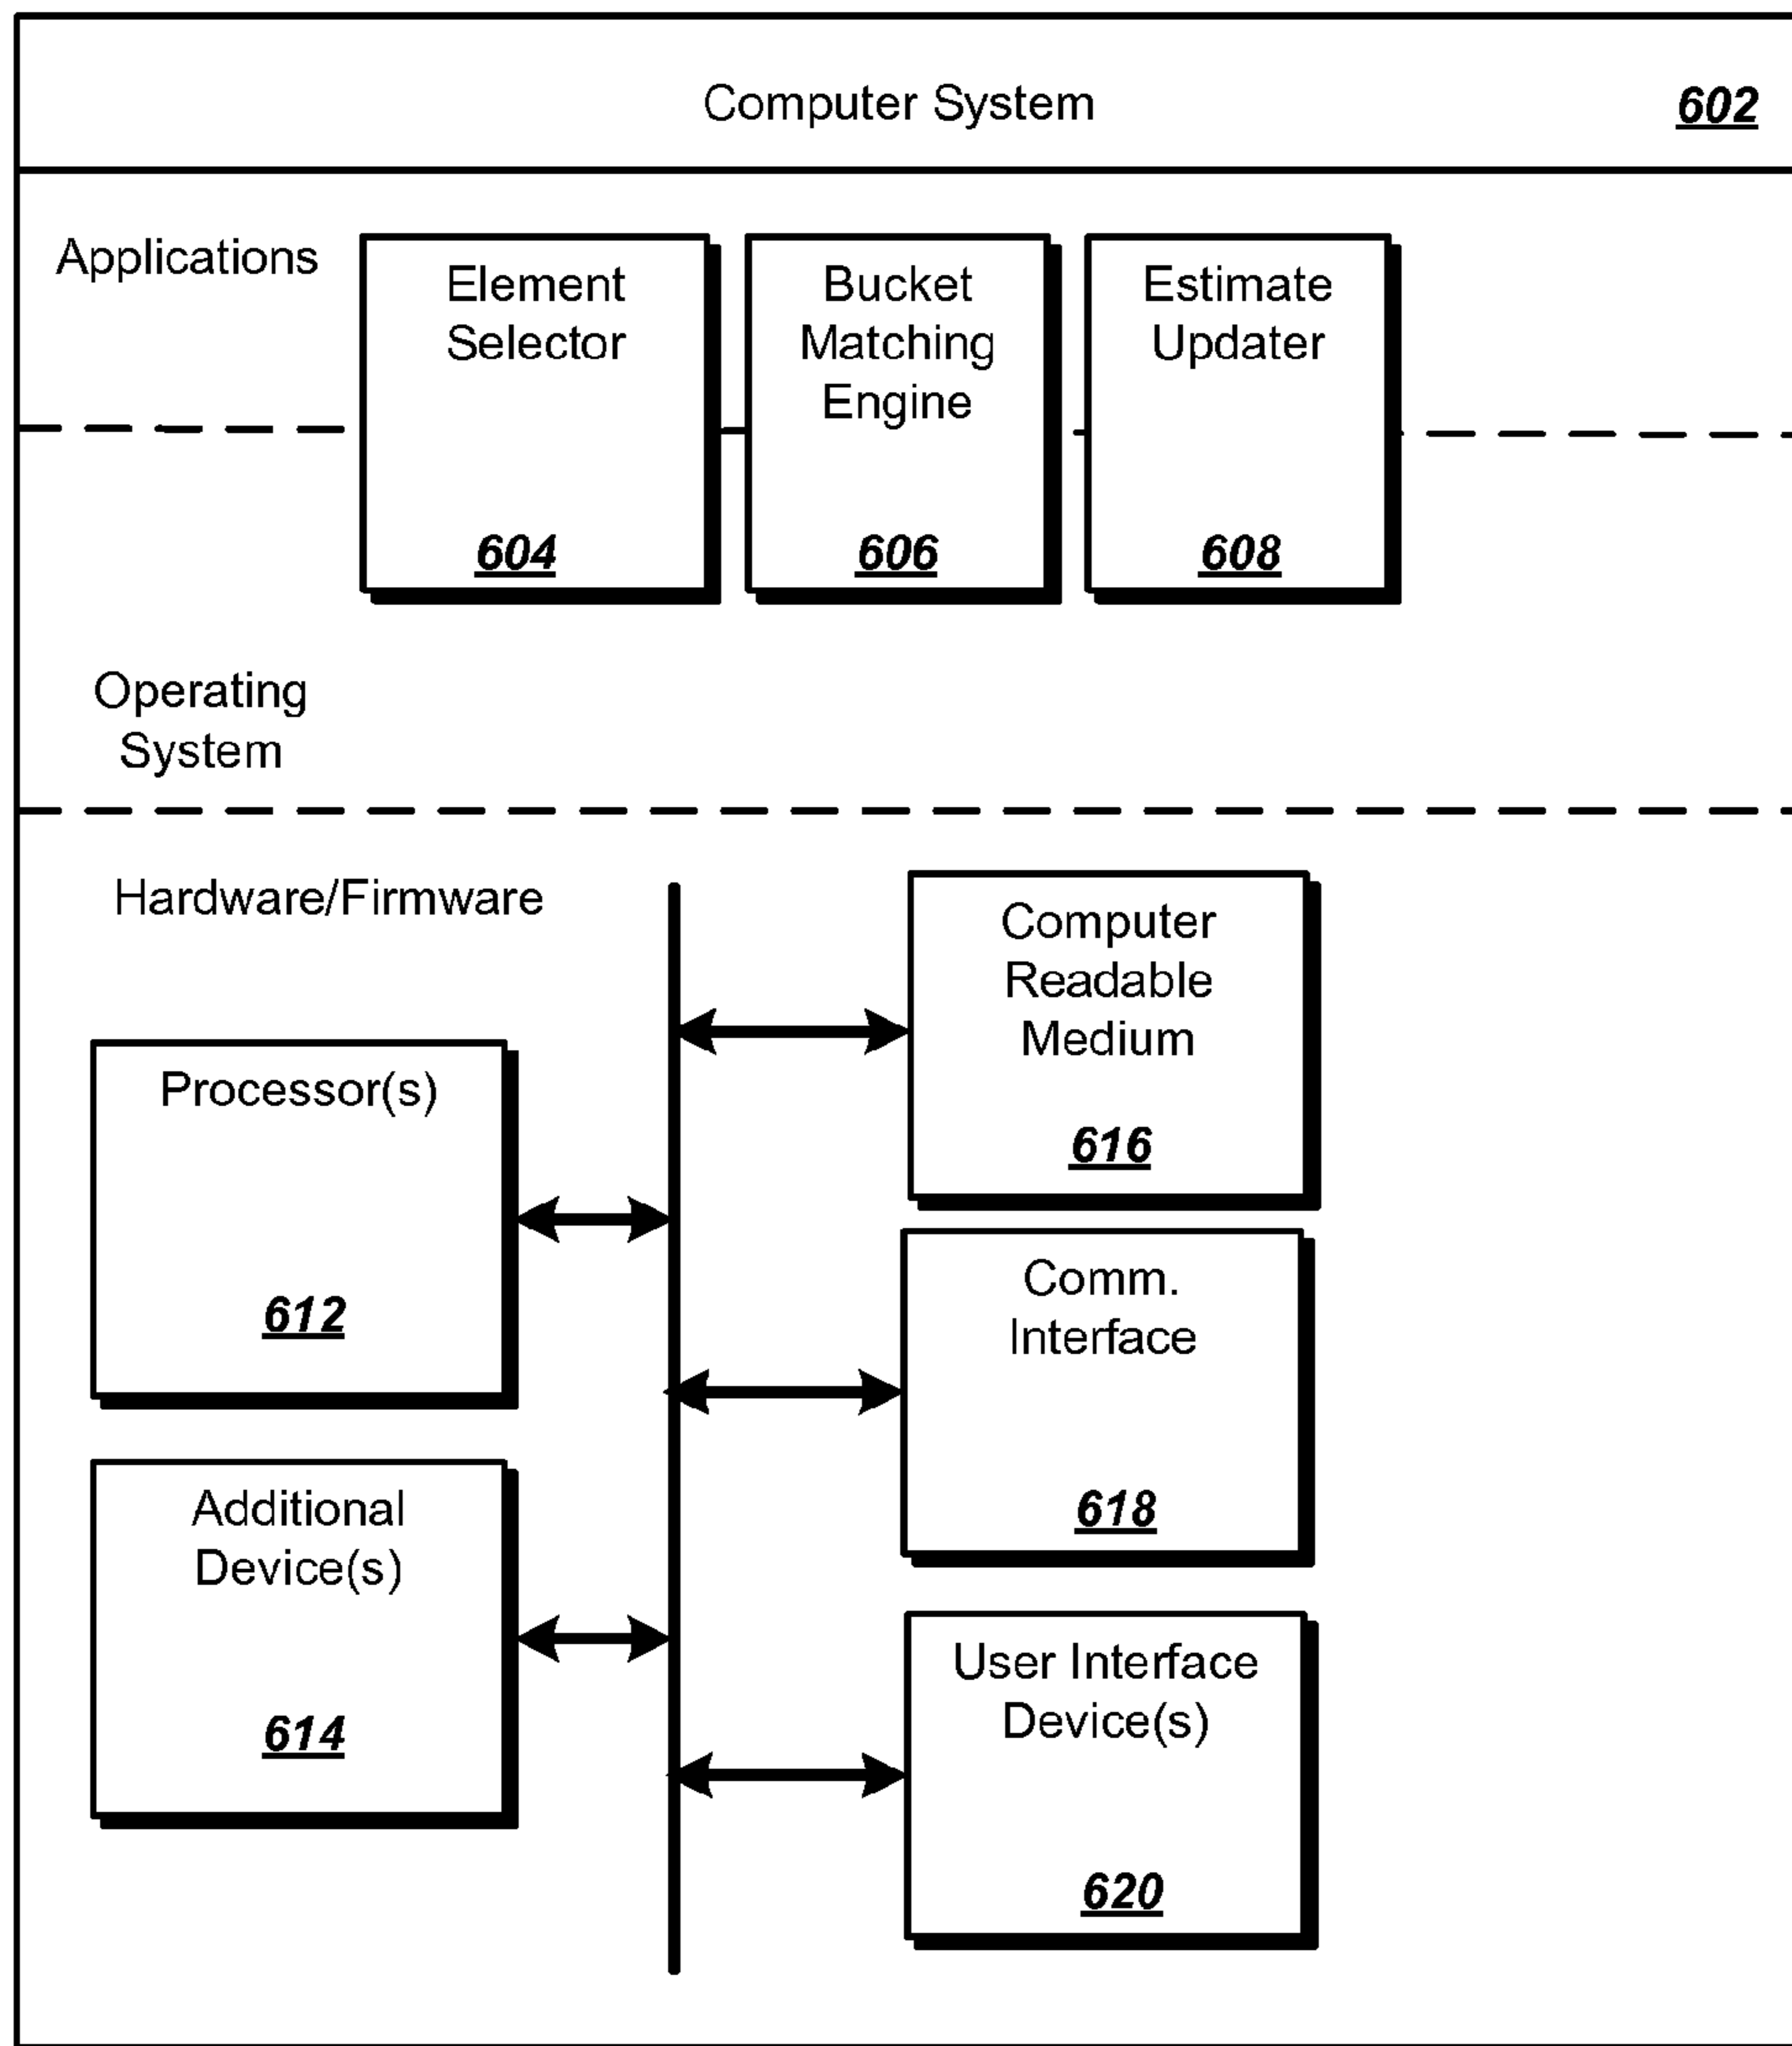 Computer System
602
Applications
Element
Selector
604
Bucket
Matching
Engine
606
Estimate
Updater
608
Operating
System
Hardware/Firmware
Processor(s)
612
Additional
Device(s)
614
Computer
Readable
Medium
616
Comm.
Interface
618
User Interface
Device(s)
620